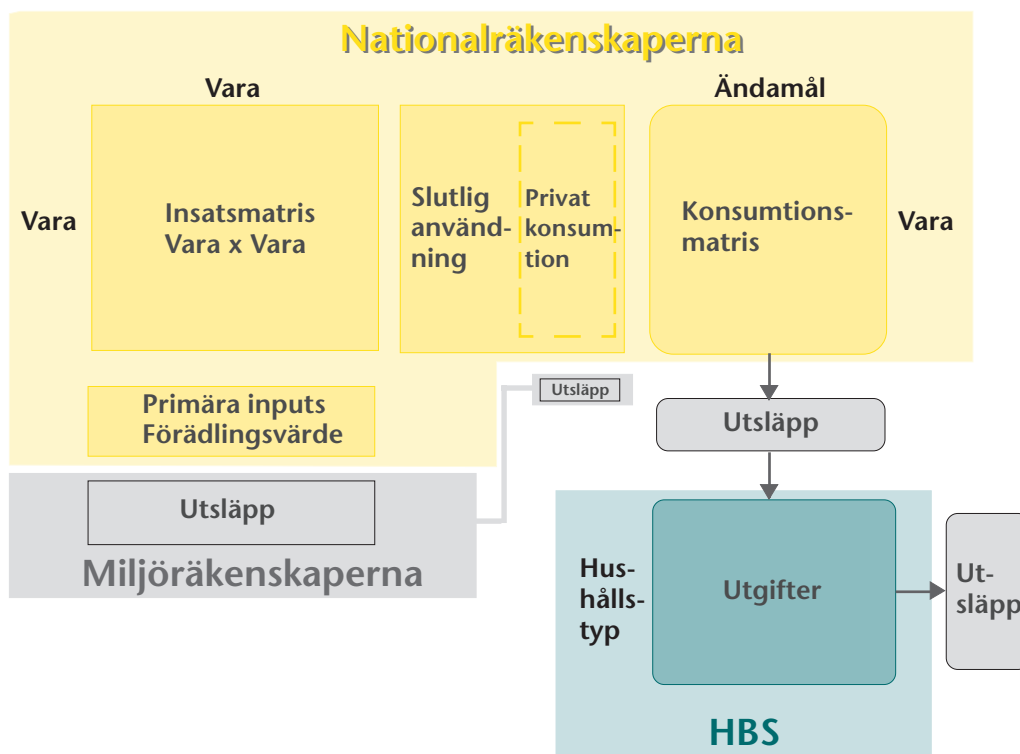 Nationalräkenskaperna
Vara
Ändamål
Vara
Insatsmatris
Vara x Vara
Slutlig
använd-
ning
Privat
konsum-
tion
Konsumtions-
matris
Vara
Primära inputs
Förädlingsvärde
Utsläpp
Utsläpp
Utsläpp
Miljöräkenskaperna
Hus-
hålls-
typ
Utgifter
Ut-
släpp
HBS